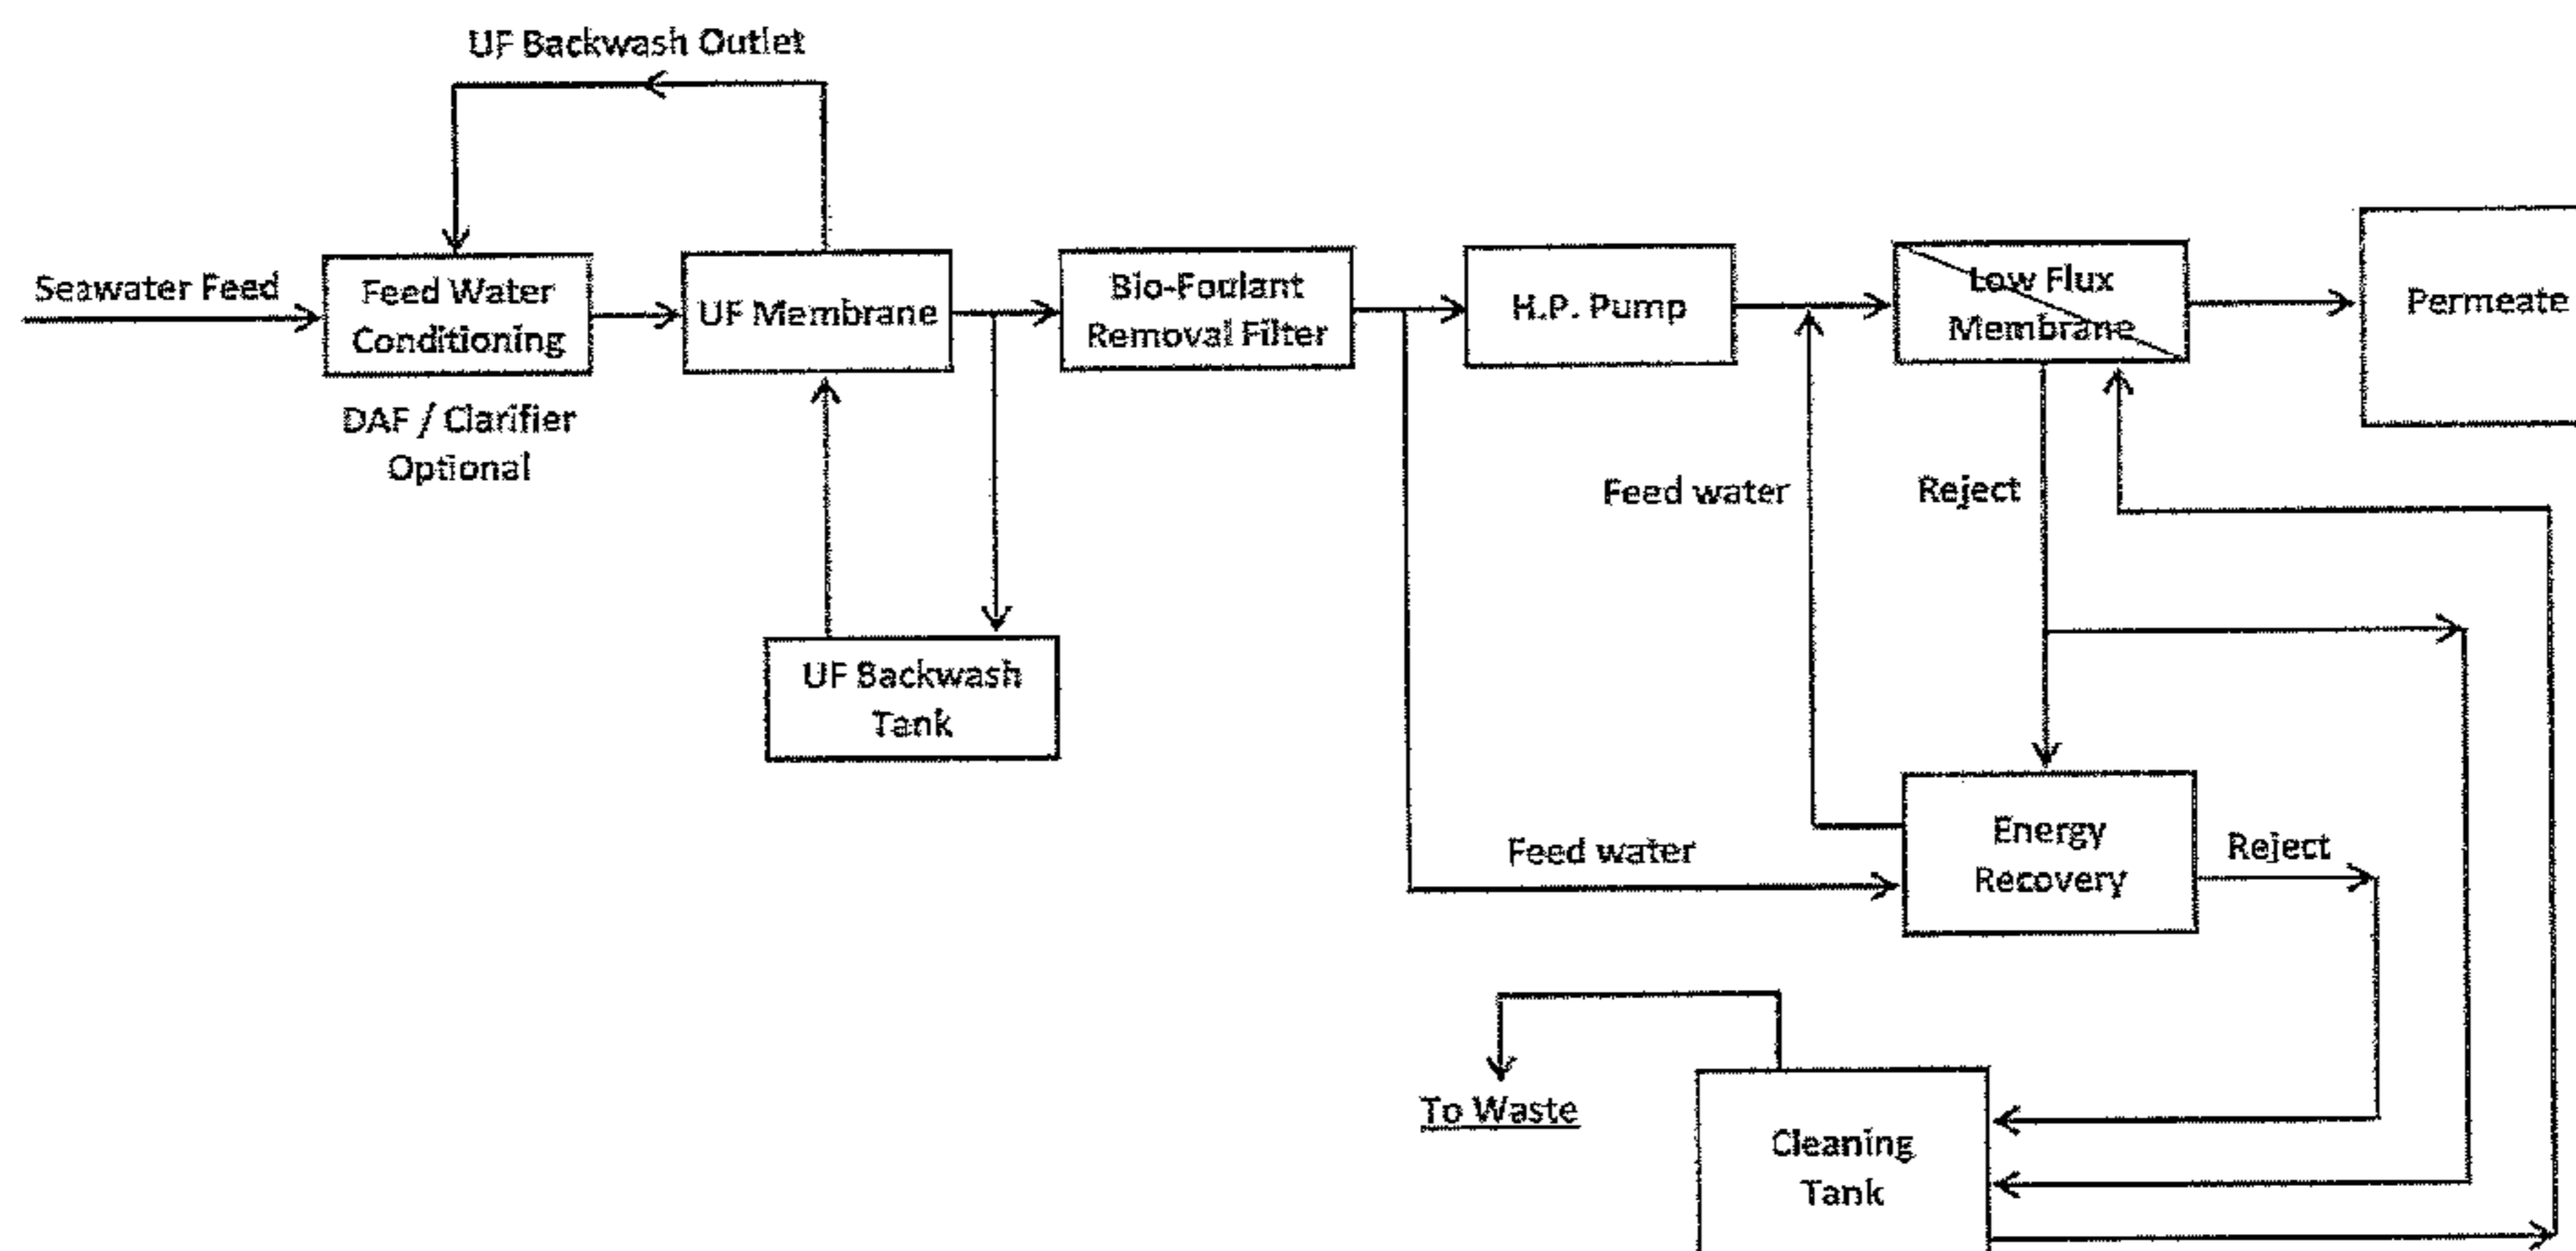 UF Backwash Outlet
Seawater Feed
Feed Water
Conditioning
DAF / Clarifier
Optional
UF Membrane
Bio-Foulant
Removal Filter
H.P. Pump
Low Flux
Membrane
Permeate
UF Backwash
Tank
Feed water
Reject
Feed water
Energy
Recovery
Reject
To Waste
Cleaning
Tank